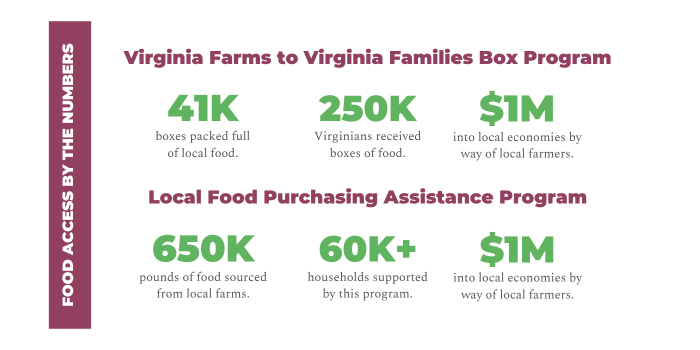 FOOD ACCESS BY THE NUMBERS
Virginia Farms to Virginia Families Box Program
41K
boxes packed full
of local food.
250K
Virginians received
boxes of food.
$1M
into local economies by
way of local farmers.
Local Food Purchasing Assistance Program
650K
pounds of food sourced
from local farms.
60K+
households supported
by this program.
$1M
into local economies by
way of local farmers.